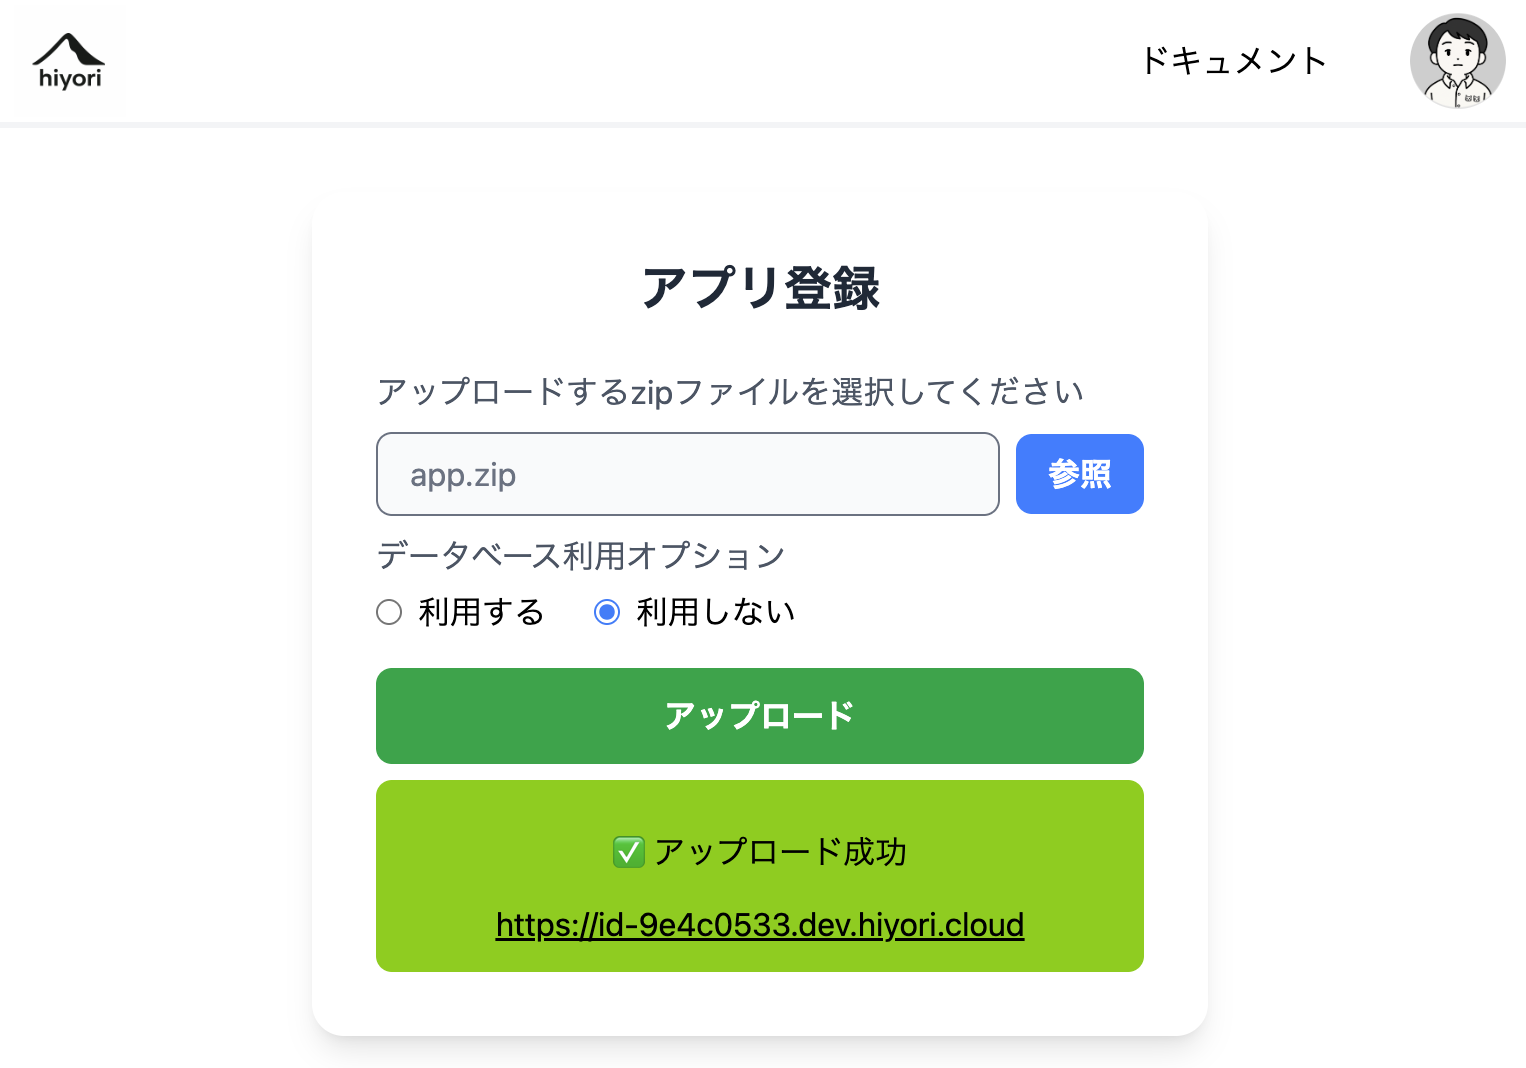 hiyori
ドキュメント
アプリ登録
アップロードするzipファイルを選択してください
app.zip
参照
データベース利用オプション
利用する
利用しない
アップロード
✅ アップロード成功
https://id-9e4c0533.dev.hiyori.cloud